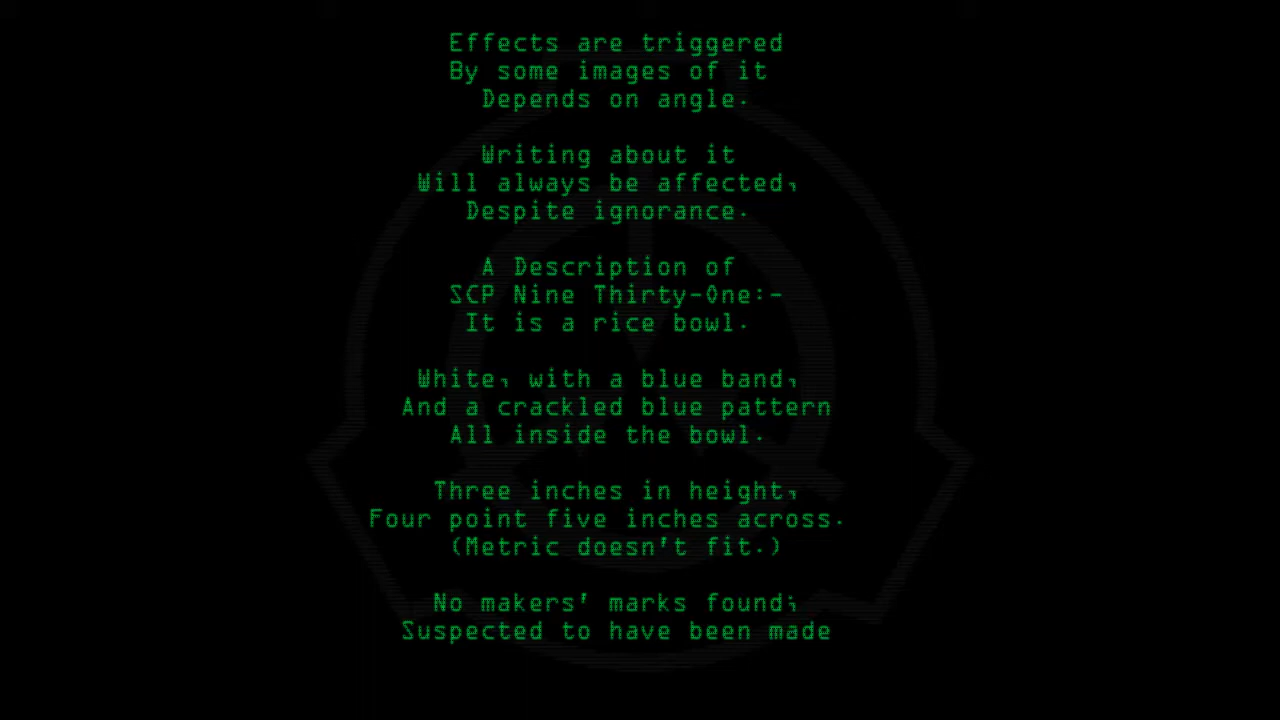 Effects are triggered
By some images of it
Depends on angle.
Writing about it
Will always be affected,
Despite ignorance.
A Description of
SCP Nine Thirty-One:-
It is a rice bowl.
White, with a blue band,
And a crackled blue pattern
All inside the bowl.
Three inches in height,
Four point five inches across.
(Metric doesn't fit.)
No makers' marks found;
Suspected to have been made